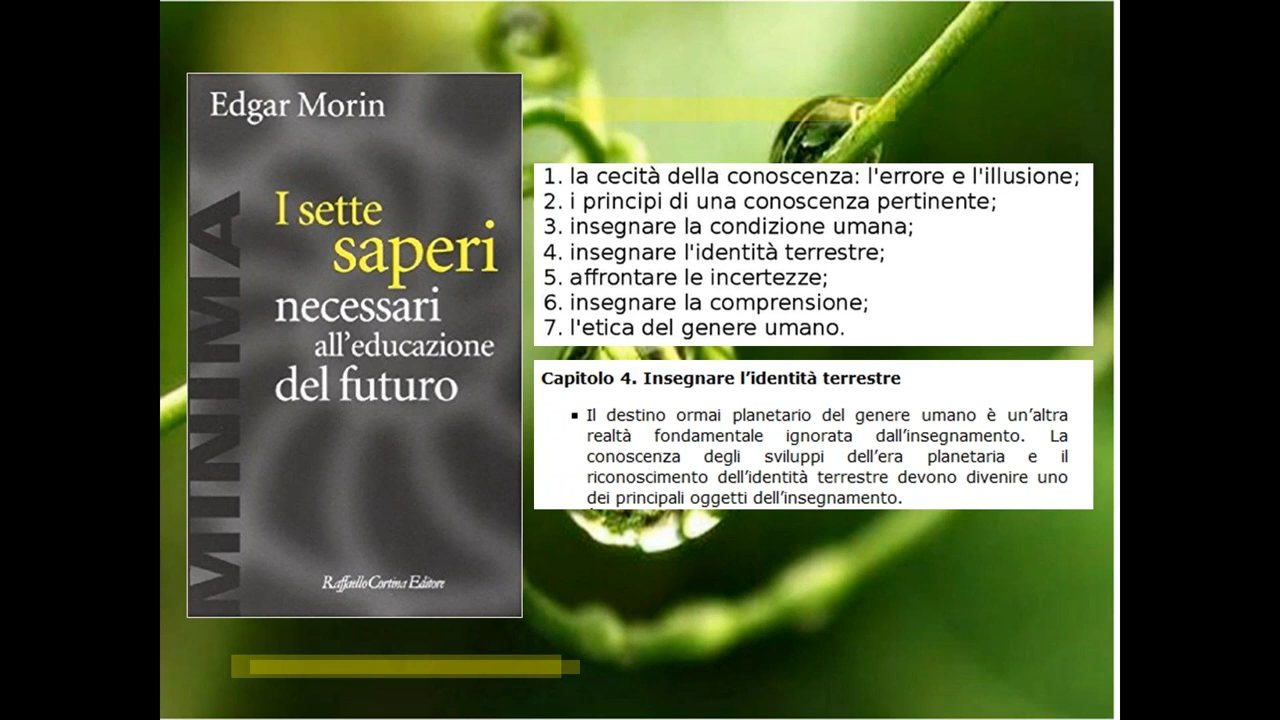 Edgar Morin
MINIMA
I sette
saperi
necessari
all'educazione
del futuro
Raffaello Cortina Editore
1. la cecità della conoscenza: l'errore e l'illusione;
2. i principi di una conoscenza pertinente;
3. insegnare la condizione umana;
4. insegnare l'identità terrestre;
5. affrontare le incertezze;
6. insegnare la comprensione;
7. l'etica del genere umano.
Capitolo 4. Insegnare l’identità terrestre
▪ Il destino ormai planetario del genere umano è un’altra
realtà fondamentale ignorata dall’insegnamento. La
conoscenza degli sviluppi dell’era planetaria e il
riconoscimento dell’identità terrestre devono divenire uno
dei principali oggetti dell’insegnamento.